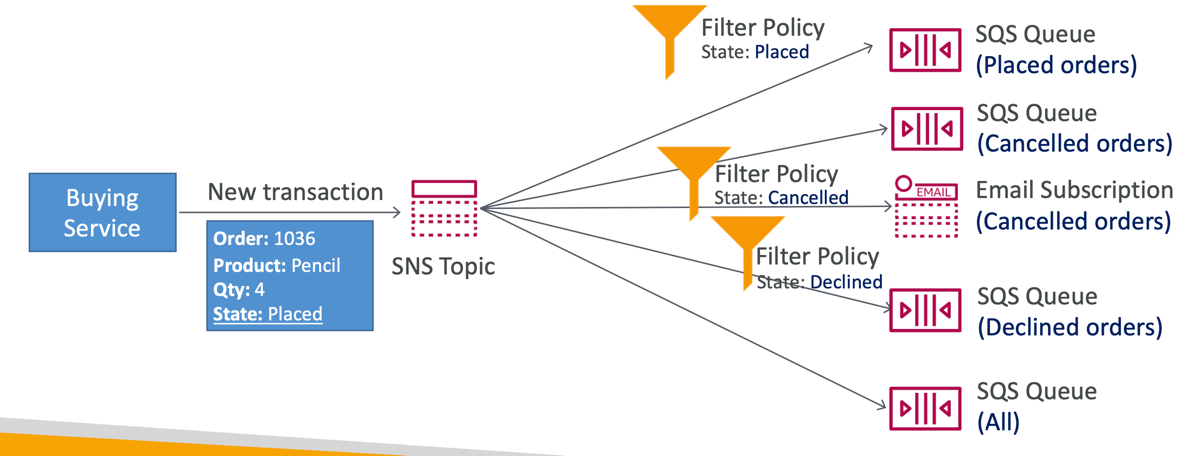 Filter Policy
State: Placed
SQS Queue
(Placed orders)
SQS Queue
(Cancelled orders)
Buying
Service
New transaction
Order: 1036
Product: Pencil
Qty: 4
State: Placed
SNS Topic
Filter Policy
State: Cancelled
EMAIL
Email Subscription
(Cancelled orders)
Filter Policy
State: Declined
SQS Queue
(Declined orders)
SQS Queue
(All)